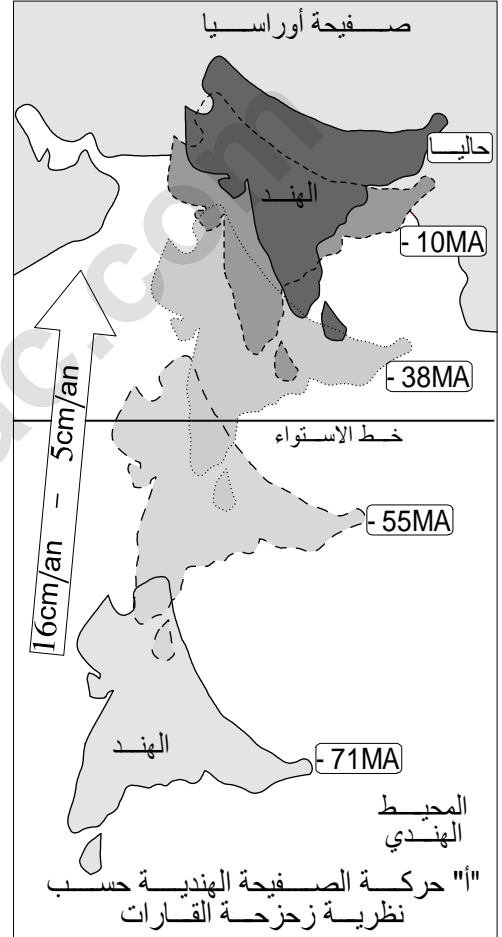 صفيحة أوراسيا
حاليا
الهند
- 10MA
- 38MA
خط الاستواء
16cm/an - 5cm/an
- 55MA
الهند
- 71MA
المحيط
الهندي
"أ" حركة الصفيحة الهندية حسب
نظرية زحزحة القارات